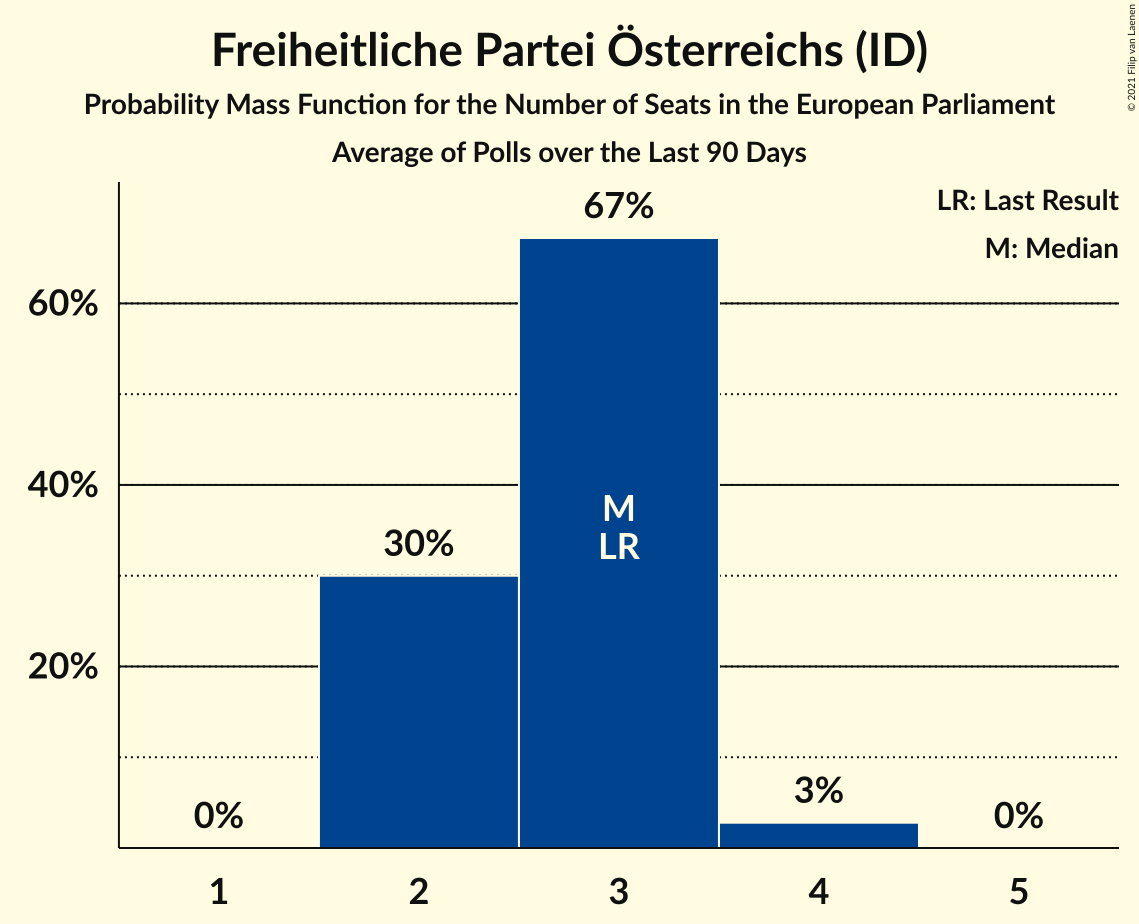 Freiheitliche Partei Österreichs (ID)
Probability Mass Function for the Number of Seats in the European Parliament
Average of Polls over the Last 90 Days
© 2021 Filip van Laenen
LR: Last Result
M: Median
67%
60%
40%
30%
20%
M
LR
0%
3%
0%
1 2 3 4 5